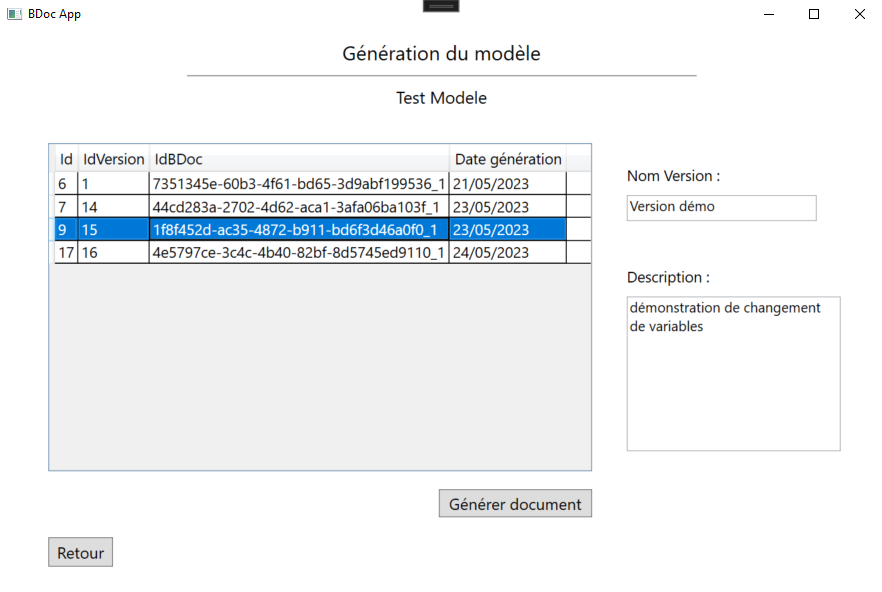 BDoc App
Génération du modèle
Test Modele
Id IdVersion IdBDoc Date génération
6 1 7351345e-60b3-4f61-bd65-3d9abf199536_1 21/05/2023
7 14 44cd283a-2702-4d62-aca1-3afa06ba103f_1 23/05/2023
9 15 1f8f452d-ac35-4872-b911-bd6f3d46a0f0_1 23/05/2023
17 16 4e5797ce-3c4c-4b40-82bf-8d5745ed9110_1 24/05/2023
Nom Version :
Version démo
Description :
démonstration de changement
de variables
Générer document
Retour